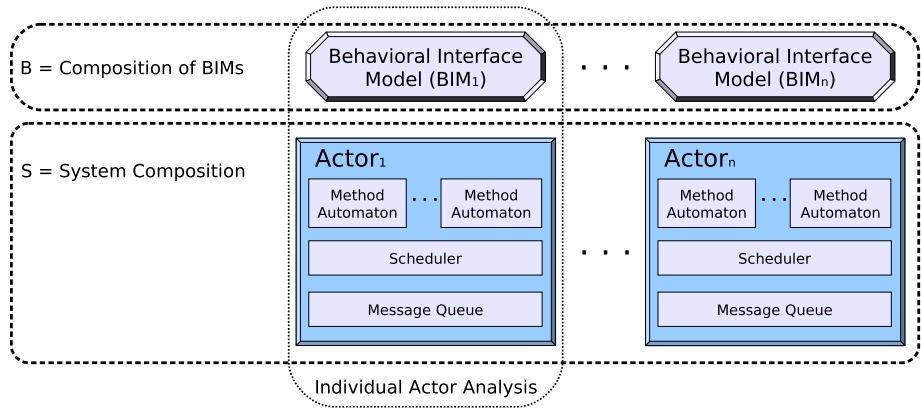 B = Composition of BIMs
Behavioral Interface
Model (BIM₁)
. . .
Behavioral Interface
Model (BIMₙ)
S = System Composition
Actor₁
Method
Automaton
. . .
Method
Automaton
Scheduler
Message Queue
. . .
Actorₙ
Method
Automaton
. . .
Method
Automaton
Scheduler
Message Queue
Individual Actor Analysis